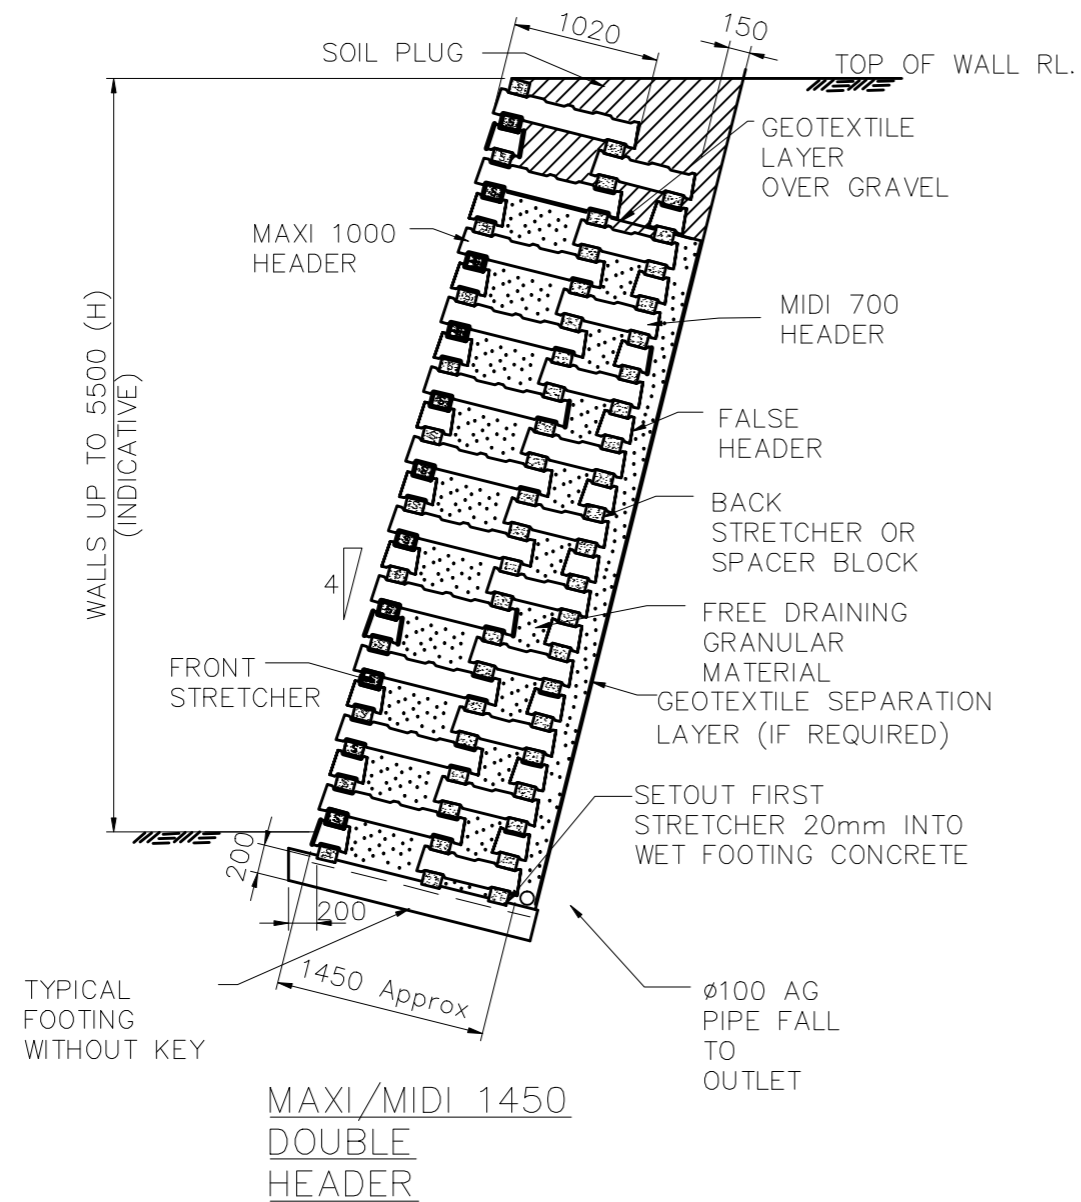 1020
150
SOIL PLUG
TOP OF WALL RL.
GEOTEXTILE
LAYER
OVER GRAVEL
MAXI 1000
HEADER
MIDI 700
HEADER
WALLS UP TO 5500 (H)
(INDICATIVE)
FALSE
HEADER
BACK
STRETCHER OR
SPACER BLOCK
4
FREE DRAINING
GRANULAR
MATERIAL
FRONT
STRETCHER
GEOTEXTILE SEPARATION
LAYER (IF REQUIRED)
SETOUT FIRST
STRETCHER 20mm INTO
WET FOOTING CONCRETE
200
200
1450 Approx
TYPICAL
FOOTING
WITHOUT KEY
ø100 AG
PIPE FALL
TO
OUTLET
MAXI/MIDI 1450
DOUBLE
HEADER